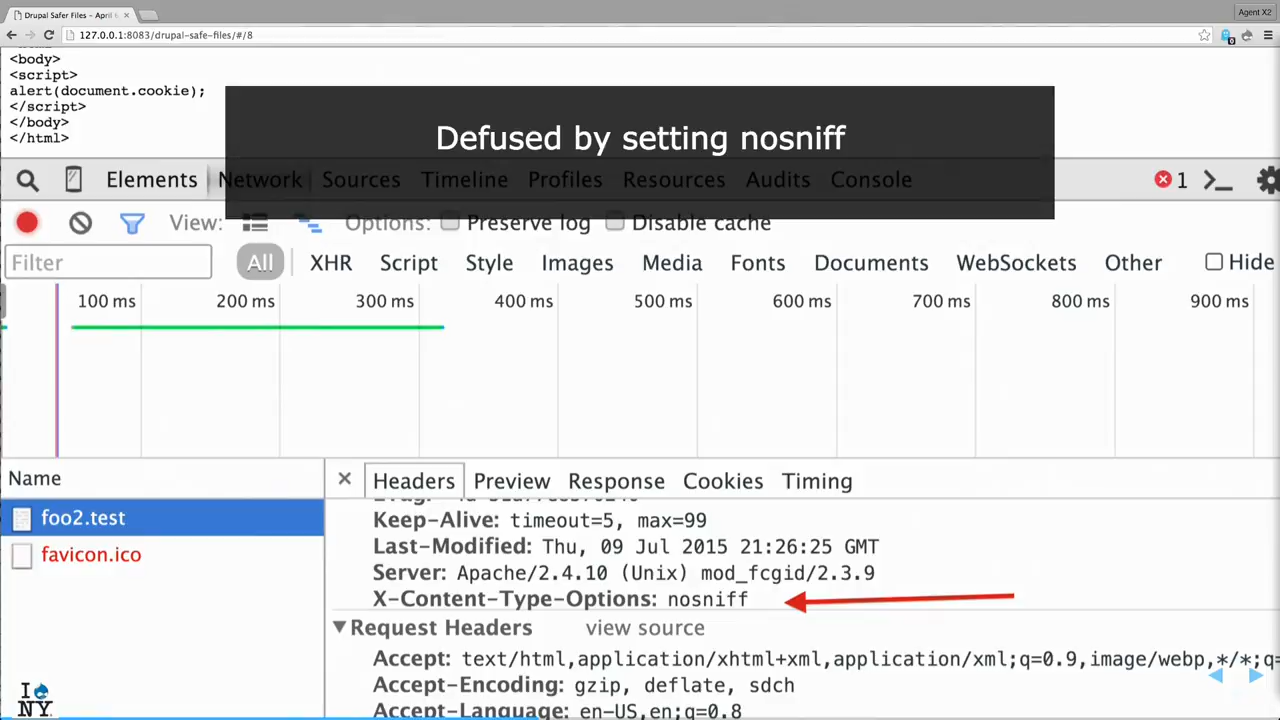 Drupal Safer Files – April
Agent X2
127.0.0.1:8083/drupal-safe-files/#/8
<body>
<script>
alert(document.cookie);
</script>
</body>
</html>
Defused by setting nosniff
Elements Network Sources Timeline Profiles Resources Audits Console 1
View: Options: Preserve log Disable cache
Filter All XHR Script Style Images Media Fonts Documents WebSockets Other Hide
100 ms 200 ms 300 ms 400 ms 500 ms 600 ms 700 ms 800 ms 900 ms
Name
Headers Preview Response Cookies Timing
foo2.test
favicon.ico
Keep-Alive: timeout=5, max=99
Last-Modified: Thu, 09 Jul 2015 21:26:25 GMT
Server: Apache/2.4.10 (Unix) mod_fcgid/2.3.9
X-Content-Type-Options: nosniff
Request Headers view source
Accept: text/html,application/xhtml+xml,application/xml;q=0.9,image/webp,*/*;q=
Accept-Encoding: gzip, deflate, sdch
Accept-Language: en-US,en;q=0.8
I
NY.